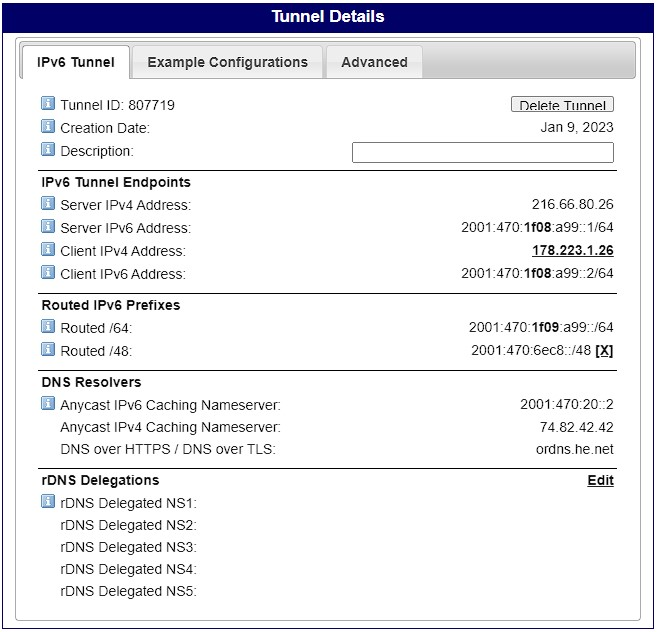 Tunnel Details
IPv6 Tunnel Example Configurations Advanced
Tunnel ID: 807719 Delete Tunnel
Creation Date: Jan 9, 2023
Description:
IPv6 Tunnel Endpoints
Server IPv4 Address: 216.66.80.26
Server IPv6 Address: 2001:470:1f08:a99::1/64
Client IPv4 Address: 178.223.1.26
Client IPv6 Address: 2001:470:1f08:a99::2/64
Routed IPv6 Prefixes
Routed /64: 2001:470:1f09:a99::/64
Routed /48: 2001:470:6ec8::/48 [X]
DNS Resolvers
Anycast IPv6 Caching Nameserver: 2001:470:20::2
Anycast IPv4 Caching Nameserver: 74.82.42.42
DNS over HTTPS / DNS over TLS: ordns.he.net
rDNS Delegations Edit
rDNS Delegated NS1:
rDNS Delegated NS2:
rDNS Delegated NS3:
rDNS Delegated NS4:
rDNS Delegated NS5: